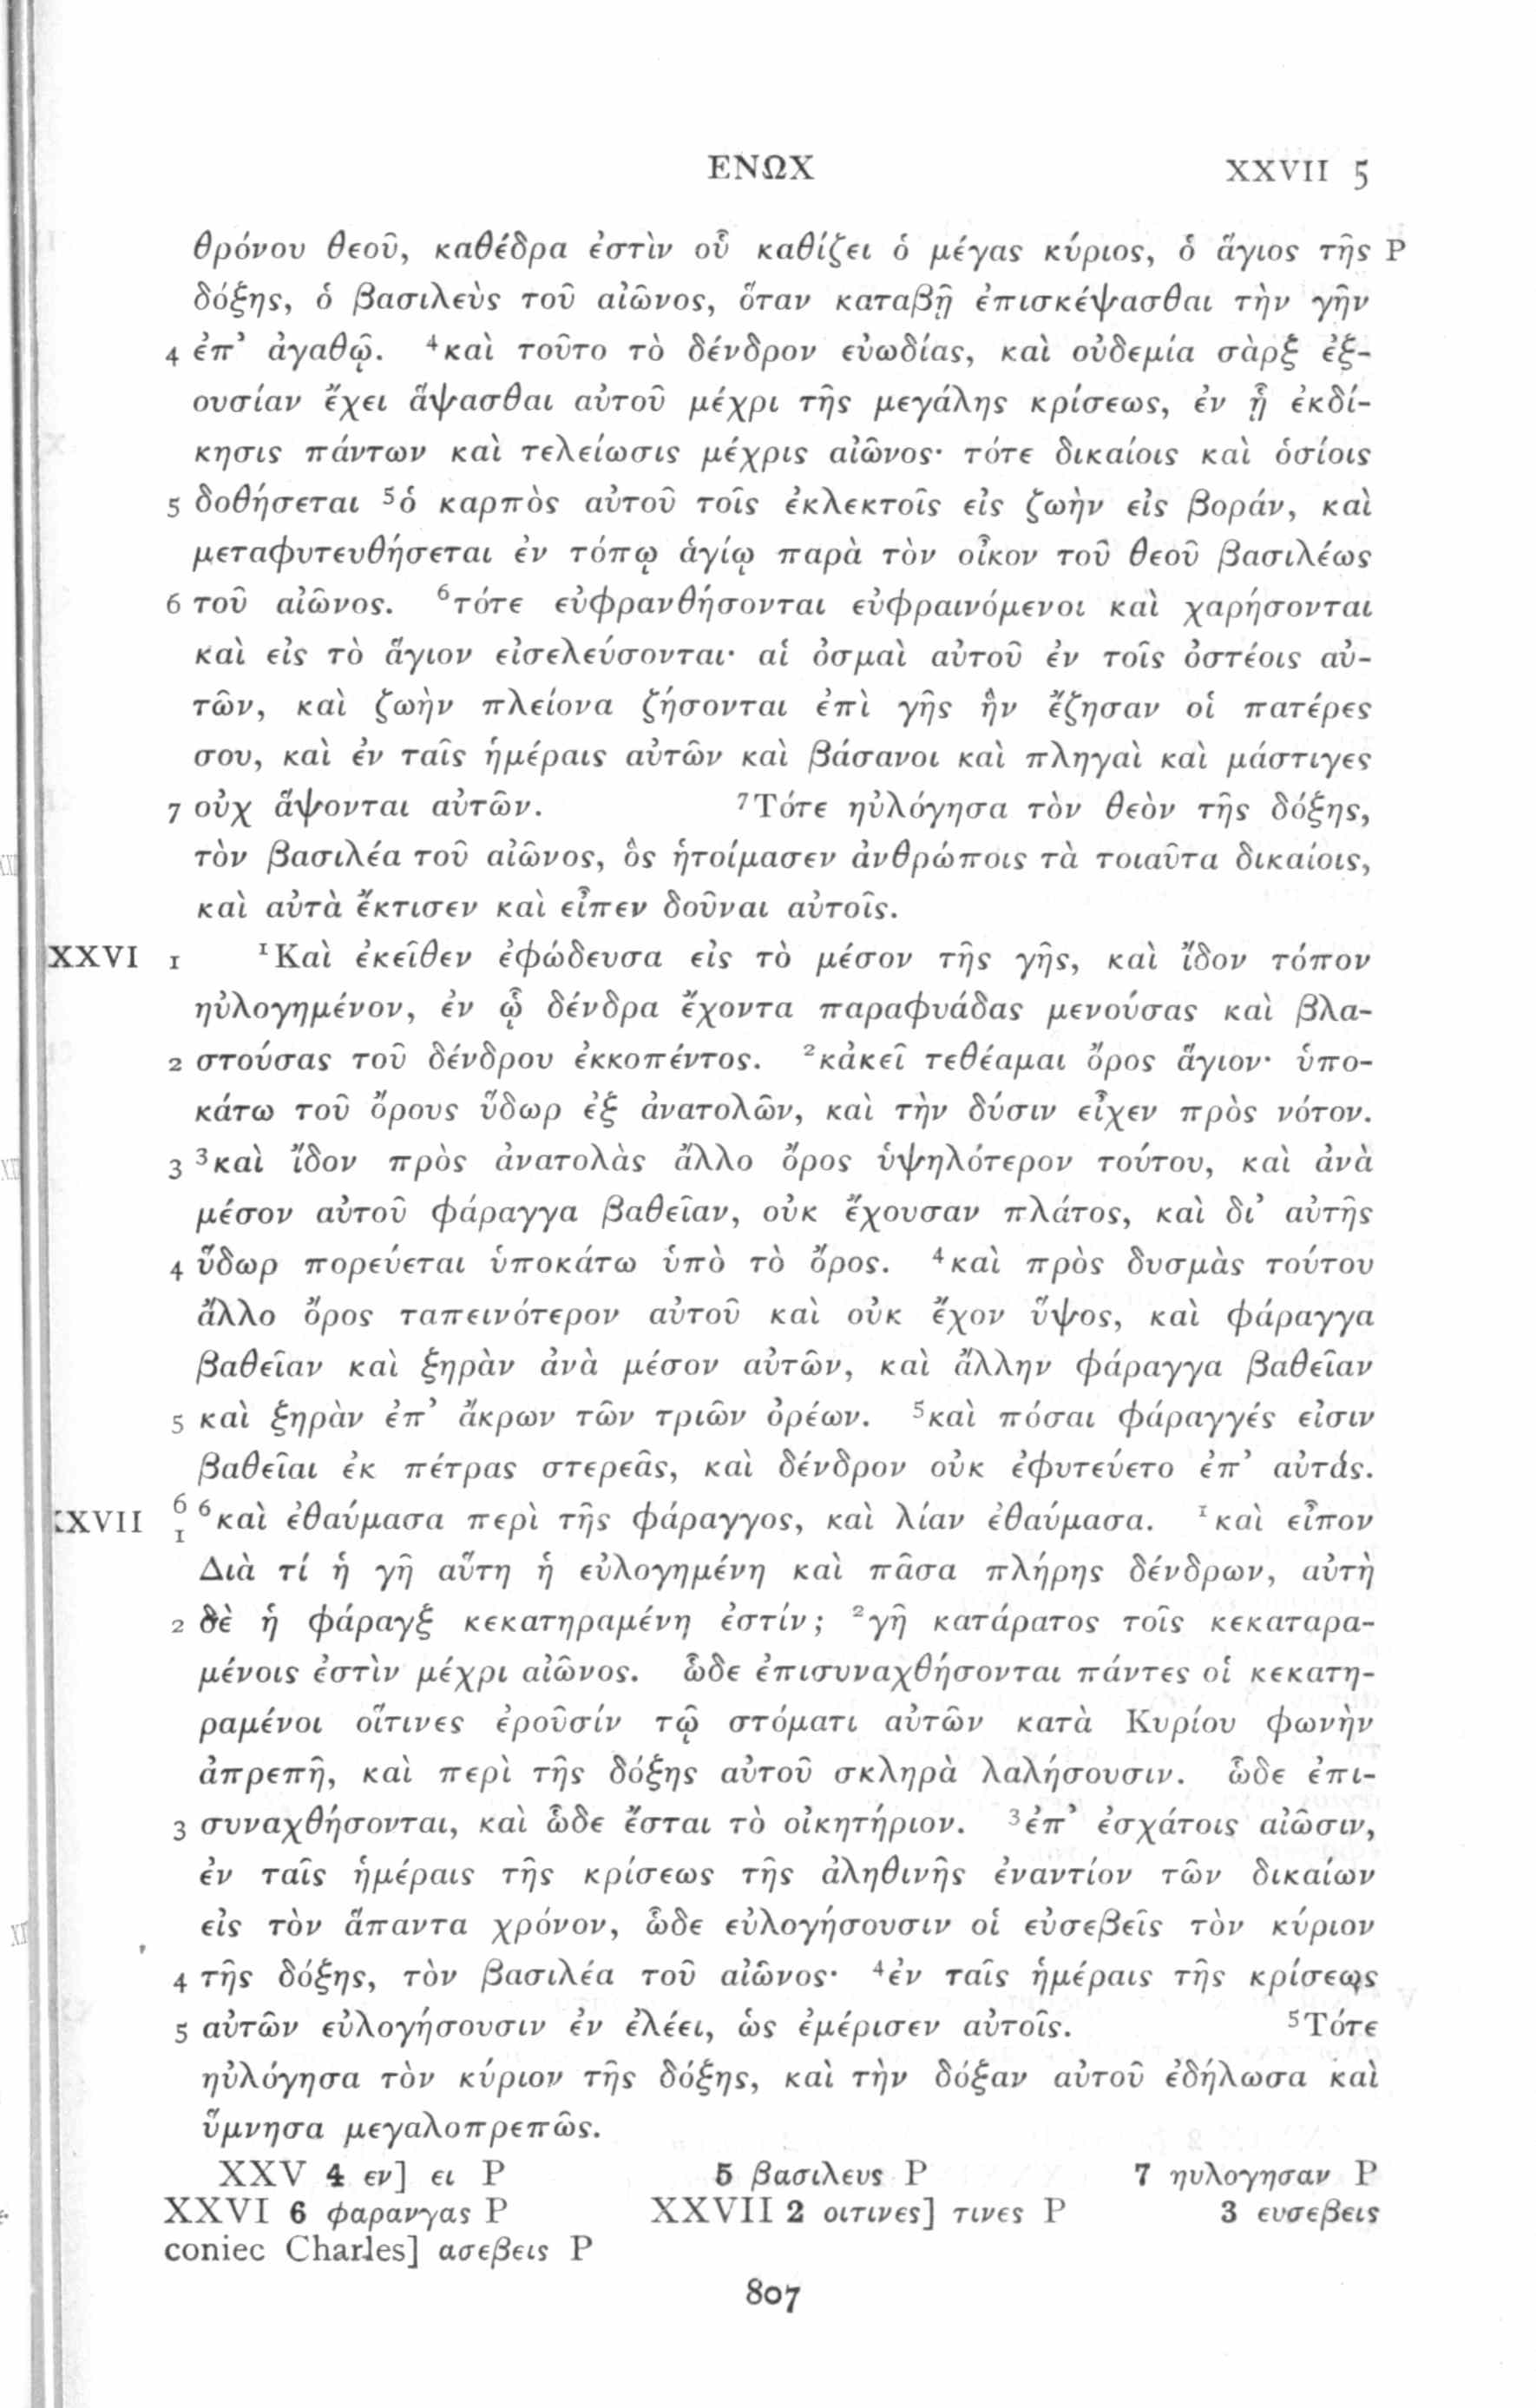 ΕΝΩΧ XXVII 5
θρόνου θεοῦ, καθέδρα ἐστὶν οὗ καθίζει ὁ μέγας κύριος, ὁ ἅγιος τῆς P
δόξης, ὁ βασιλεὺς τοῦ αἰῶνος, ὅταν καταβῇ ἐπισκέψασθαι τὴν γῆν
4 ἐπ’ ἀγαθῷ. ⁴καὶ τοῦτο τὸ δένδρον εὐωδίας, καὶ οὐδεμία σὰρξ ἐξ-
ουσίαν ἔχει ἅψασθαι αὐτοῦ μέχρι τῆς μεγάλης κρίσεως, ἐν ᾗ ἐκδί-
κησις πάντων καὶ τελείωσις μέχρις αἰῶνος· τότε δικαίοις καὶ ὁσίοις
5 δοθήσεται ⁵ὁ καρπὸς αὐτοῦ τοῖς ἐκλεκτοῖς εἰς ζωὴν εἰς βοράν, καὶ
μεταφυτευθήσεται ἐν τόπῳ ἁγίῳ παρὰ τὸν οἶκον τοῦ θεοῦ βασιλέως
6 τοῦ αἰῶνος. ⁶τότε εὐφρανθήσονται εὐφραινόμενοι καὶ χαρήσονται
καὶ εἰς τὸ ἅγιον εἰσελεύσονται· αἱ ὀσμαὶ αὐτοῦ ἐν τοῖς ὀστέοις αὐ-
τῶν, καὶ ζωὴν πλείονα ζήσονται ἐπὶ γῆς ἣν ἔζησαν οἱ πατέρες
σου, καὶ ἐν ταῖς ἡμέραις αὐτῶν καὶ βάσανοι καὶ πληγαὶ καὶ μάστιγες
7 οὐχ ἅψονται αὐτῶν. ⁷Τότε ηὐλόγησα τὸν θεὸν τῆς δόξης,
τὸν βασιλέα τοῦ αἰῶνος, ὃς ἡτοίμασεν ἀνθρώποις τὰ τοιαῦτα δικαίοις,
καὶ αὐτὰ ἔκτισεν καὶ εἶπεν δοῦναι αὐτοῖς.
XXVI 1 ¹Καὶ ἐκεῖθεν ἐφώδευσα εἰς τὸ μέσον τῆς γῆς, καὶ ἴδον τόπον
ηὐλογημένον, ἐν ᾧ δένδρα ἔχοντα παραφυάδας μενούσας καὶ βλα-
2 στούσας τοῦ δένδρου ἐκκοπέντος. ²κἀκεῖ τεθέαμαι ὄρος ἅγιον· ὑπο-
κάτω τοῦ ὄρους ὕδωρ ἐξ ἀνατολῶν, καὶ τὴν δύσιν εἶχεν πρὸς νότον.
3 ³καὶ ἴδον πρὸς ἀνατολὰς ἄλλο ὄρος ὑψηλότερον τούτου, καὶ ἀνὰ
μέσον αὐτοῦ φάραγγα βαθεῖαν, οὐκ ἔχουσαν πλάτος, καὶ δι’ αὐτῆς
4 ὕδωρ πορεύεται ὑποκάτω ὑπὸ τὸ ὄρος. ⁴καὶ πρὸς δυσμὰς τούτου
ἄλλο ὄρος ταπεινότερον αὐτοῦ καὶ οὐκ ἔχον ὕψος, καὶ φάραγγα
βαθεῖαν καὶ ξηρὰν ἀνὰ μέσον αὐτῶν, καὶ ἄλλην φάραγγα βαθεῖαν
5 καὶ ξηρὰν ἐπ’ ἄκρων τῶν τριῶν ὀρέων. ⁵καὶ πόσαι φάραγγές εἰσιν
βαθεῖαι ἐκ πέτρας στερεᾶς, καὶ δένδρον οὐκ ἐφυτεύετο ἐπ’ αὐτάς.
XXVII 6 1 ⁶καὶ ἐθαύμασα περὶ τῆς φάραγγος, καὶ λίαν ἐθαύμασα. ¹καὶ εἶπον
Διὰ τί ἡ γῆ αὕτη ἡ εὐλογημένη καὶ πᾶσα πλήρης δένδρων, αὐτὴ
2 δὲ ἡ φάραγξ κεκατηραμένη ἐστίν; ²γῆ κατάρατος τοῖς κεκαταρα-
μένοις ἐστὶν μέχρι αἰῶνος. ὧδε ἐπισυναχθήσονται πάντες οἱ κεκατη-
ραμένοι οἵτινες ἐροῦσίν τῷ στόματι αὐτῶν κατὰ Κυρίου φωνὴν
ἀπρεπῆ, καὶ περὶ τῆς δόξης αὐτοῦ σκληρὰ λαλήσουσιν. ὧδε ἐπι-
3 συναχθήσονται, καὶ ὧδε ἔσται τὸ οἰκητήριον. ³ἐπ’ ἐσχάτοις αἰῶσιν,
ἐν ταῖς ἡμέραις τῆς κρίσεως τῆς ἀληθινῆς ἐναντίον τῶν δικαίων
εἰς τὸν ἅπαντα χρόνον, ὧδε εὐλογήσουσιν οἱ εὐσεβεῖς τὸν κύριον
4 τῆς δόξης, τὸν βασιλέα τοῦ αἰῶνος· ⁴ἐν ταῖς ἡμέραις τῆς κρίσεως
5 αὐτῶν εὐλογήσουσιν ἐν ἐλέει, ὡς ἐμέρισεν αὐτοῖς. ⁵Τότε
ηὐλόγησα τὸν κύριον τῆς δόξης, καὶ τὴν δόξαν αὐτοῦ ἐδήλωσα καὶ
ὕμνησα μεγαλοπρεπῶς.
XXV 4 εν] ει P 5 βασιλευς P 7 ηυλογησαν P
XXVI 6 φαρανγας P XXVII 2 οιτινες] τινες P 3 ευσεβεις
coniec Charles] ασεβεις P
807